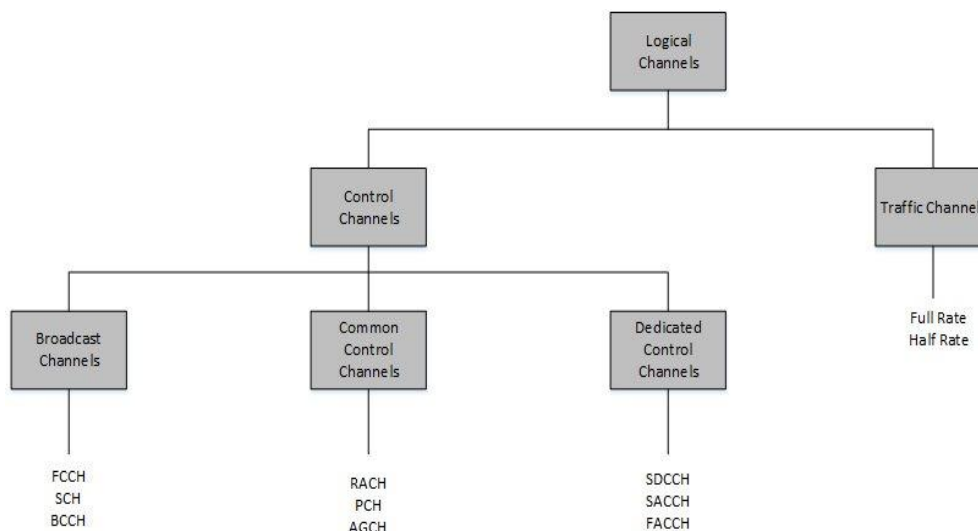 Logical
Channels
Control
Channels
Traffic Channel
Broadcast
Channels
Common
Control
Channels
Dedicated
Control
Channels
Full Rate
Half Rate
FCCH
SCH
BCCH
RACH
PCH
AGCH
SDCCH
SACCH
FACCH